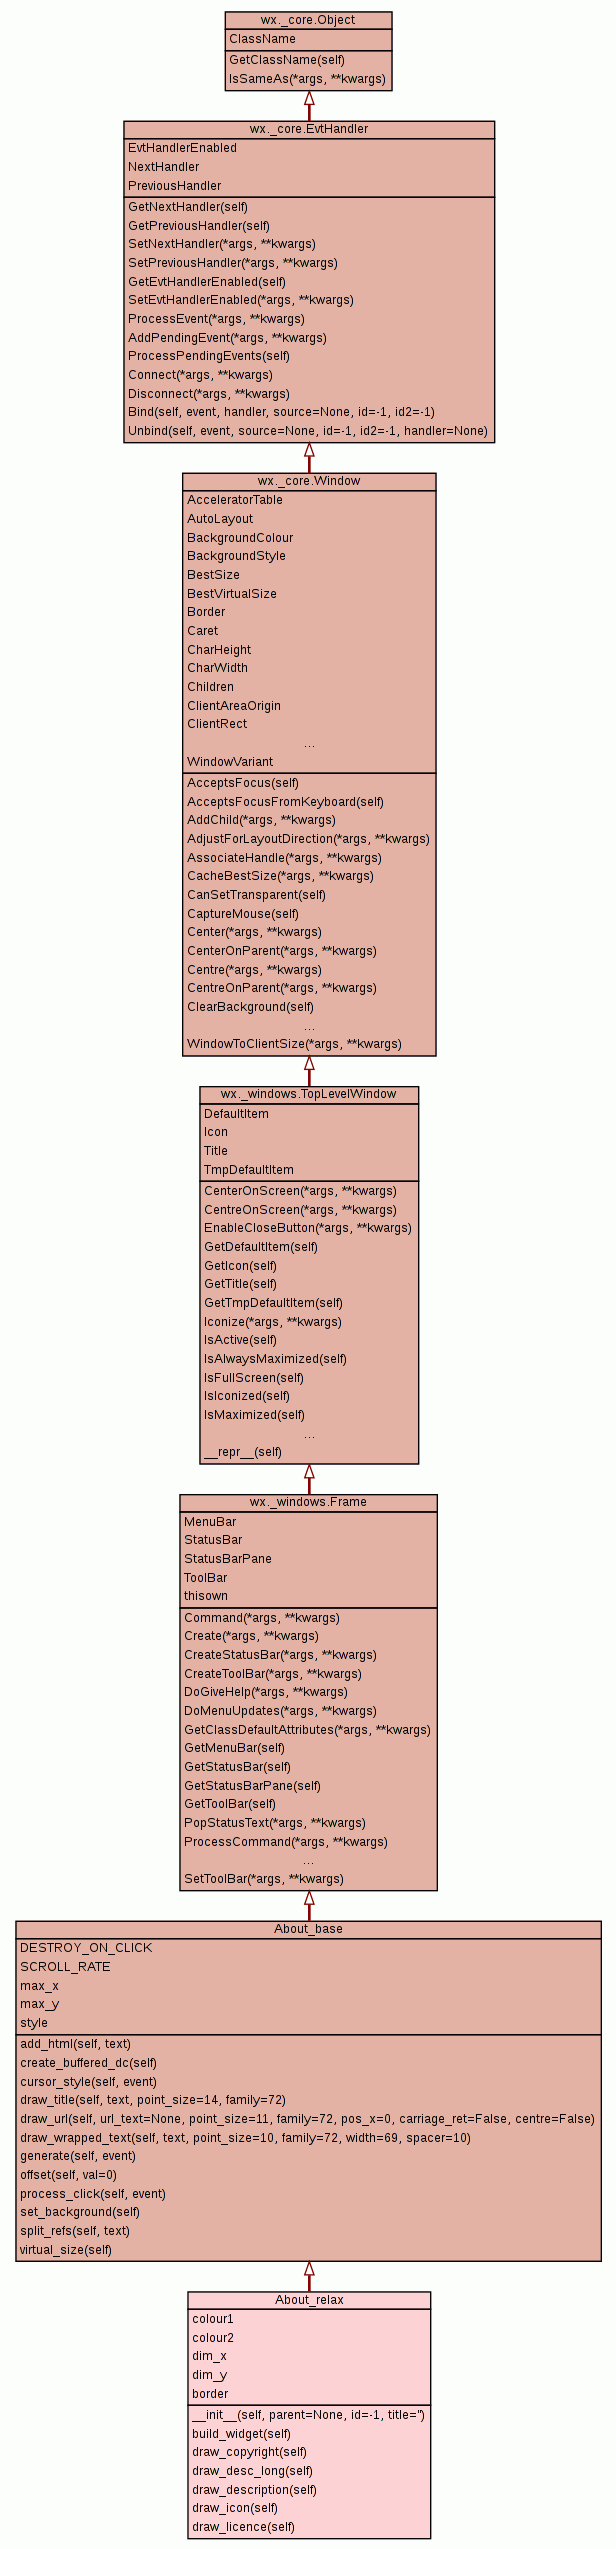 wx._core.Object
ClassName
GetClassName(self)
IsSameAs(*args, **kwargs)
wx._core.EvtHandler
EvtHandlerEnabled
NextHandler
PreviousHandler
GetNextHandler(self)
GetPreviousHandler(self)
SetNextHandler(*args, **kwargs)
SetPreviousHandler(*args, **kwargs)
GetEvtHandlerEnabled(self)
SetEvtHandlerEnabled(*args, **kwargs)
ProcessEvent(*args, **kwargs)
AddPendingEvent(*args, **kwargs)
ProcessPendingEvents(self)
Connect(*args, **kwargs)
Disconnect(*args, **kwargs)
Bind(self, event, handler, source=None, id=-1, id2=-1)
Unbind(self, event, source=None, id=-1, id2=-1, handler=None)
wx._core.Window
AcceleratorTable
AutoLayout
BackgroundColour
BackgroundStyle
BestSize
BestVirtualSize
Border
Caret
CharHeight
CharWidth
Children
ClientAreaOrigin
ClientRect
...
WindowVariant
AcceptsFocus(self)
AcceptsFocusFromKeyboard(self)
AddChild(*args, **kwargs)
AdjustForLayoutDirection(*args, **kwargs)
AssociateHandle(*args, **kwargs)
CacheBestSize(*args, **kwargs)
CanSetTransparent(self)
CaptureMouse(self)
Center(*args, **kwargs)
CenterOnParent(*args, **kwargs)
Centre(*args, **kwargs)
CentreOnParent(*args, **kwargs)
ClearBackground(self)
...
WindowToClientSize(*args, **kwargs)
wx._windows.TopLevelWindow
DefaultItem
Icon
Title
TmpDefaultItem
CenterOnScreen(*args, **kwargs)
CentreOnScreen(*args, **kwargs)
EnableCloseButton(*args, **kwargs)
GetDefaultItem(self)
GetIcon(self)
GetTitle(self)
GetTmpDefaultItem(self)
Iconize(*args, **kwargs)
IsActive(self)
IsAlwaysMaximized(self)
IsFullScreen(self)
IsIconized(self)
IsMaximized(self)
...
__repr__(self)
wx._windows.Frame
MenuBar
StatusBar
StatusBarPane
ToolBar
thisown
Command(*args, **kwargs)
Create(*args, **kwargs)
CreateStatusBar(*args, **kwargs)
CreateToolBar(*args, **kwargs)
DoGiveHelp(*args, **kwargs)
DoMenuUpdates(*args, **kwargs)
GetClassDefaultAttributes(*args, **kwargs)
GetMenuBar(self)
GetStatusBar(self)
GetStatusBarPane(self)
GetToolBar(self)
PopStatusText(*args, **kwargs)
ProcessCommand(*args, **kwargs)
...
SetToolBar(*args, **kwargs)
About_base
DESTROY_ON_CLICK
SCROLL_RATE
max_x
max_y
style
add_html(self, text)
create_buffered_dc(self)
cursor_style(self, event)
draw_title(self, text, point_size=14, family=72)
draw_url(self, url_text=None, point_size=11, family=72, pos_x=0, carriage_ret=False, centre=False)
draw_wrapped_text(self, text, point_size=10, family=72, width=69, spacer=10)
generate(self, event)
offset(self, val=0)
process_click(self, event)
set_background(self)
split_refs(self, text)
virtual_size(self)
About_relax
colour1
colour2
dim_x
dim_y
border
__init__(self, parent=None, id=-1, title='')
build_widget(self)
draw_copyright(self)
draw_desc_long(self)
draw_description(self)
draw_icon(self)
draw_licence(self)